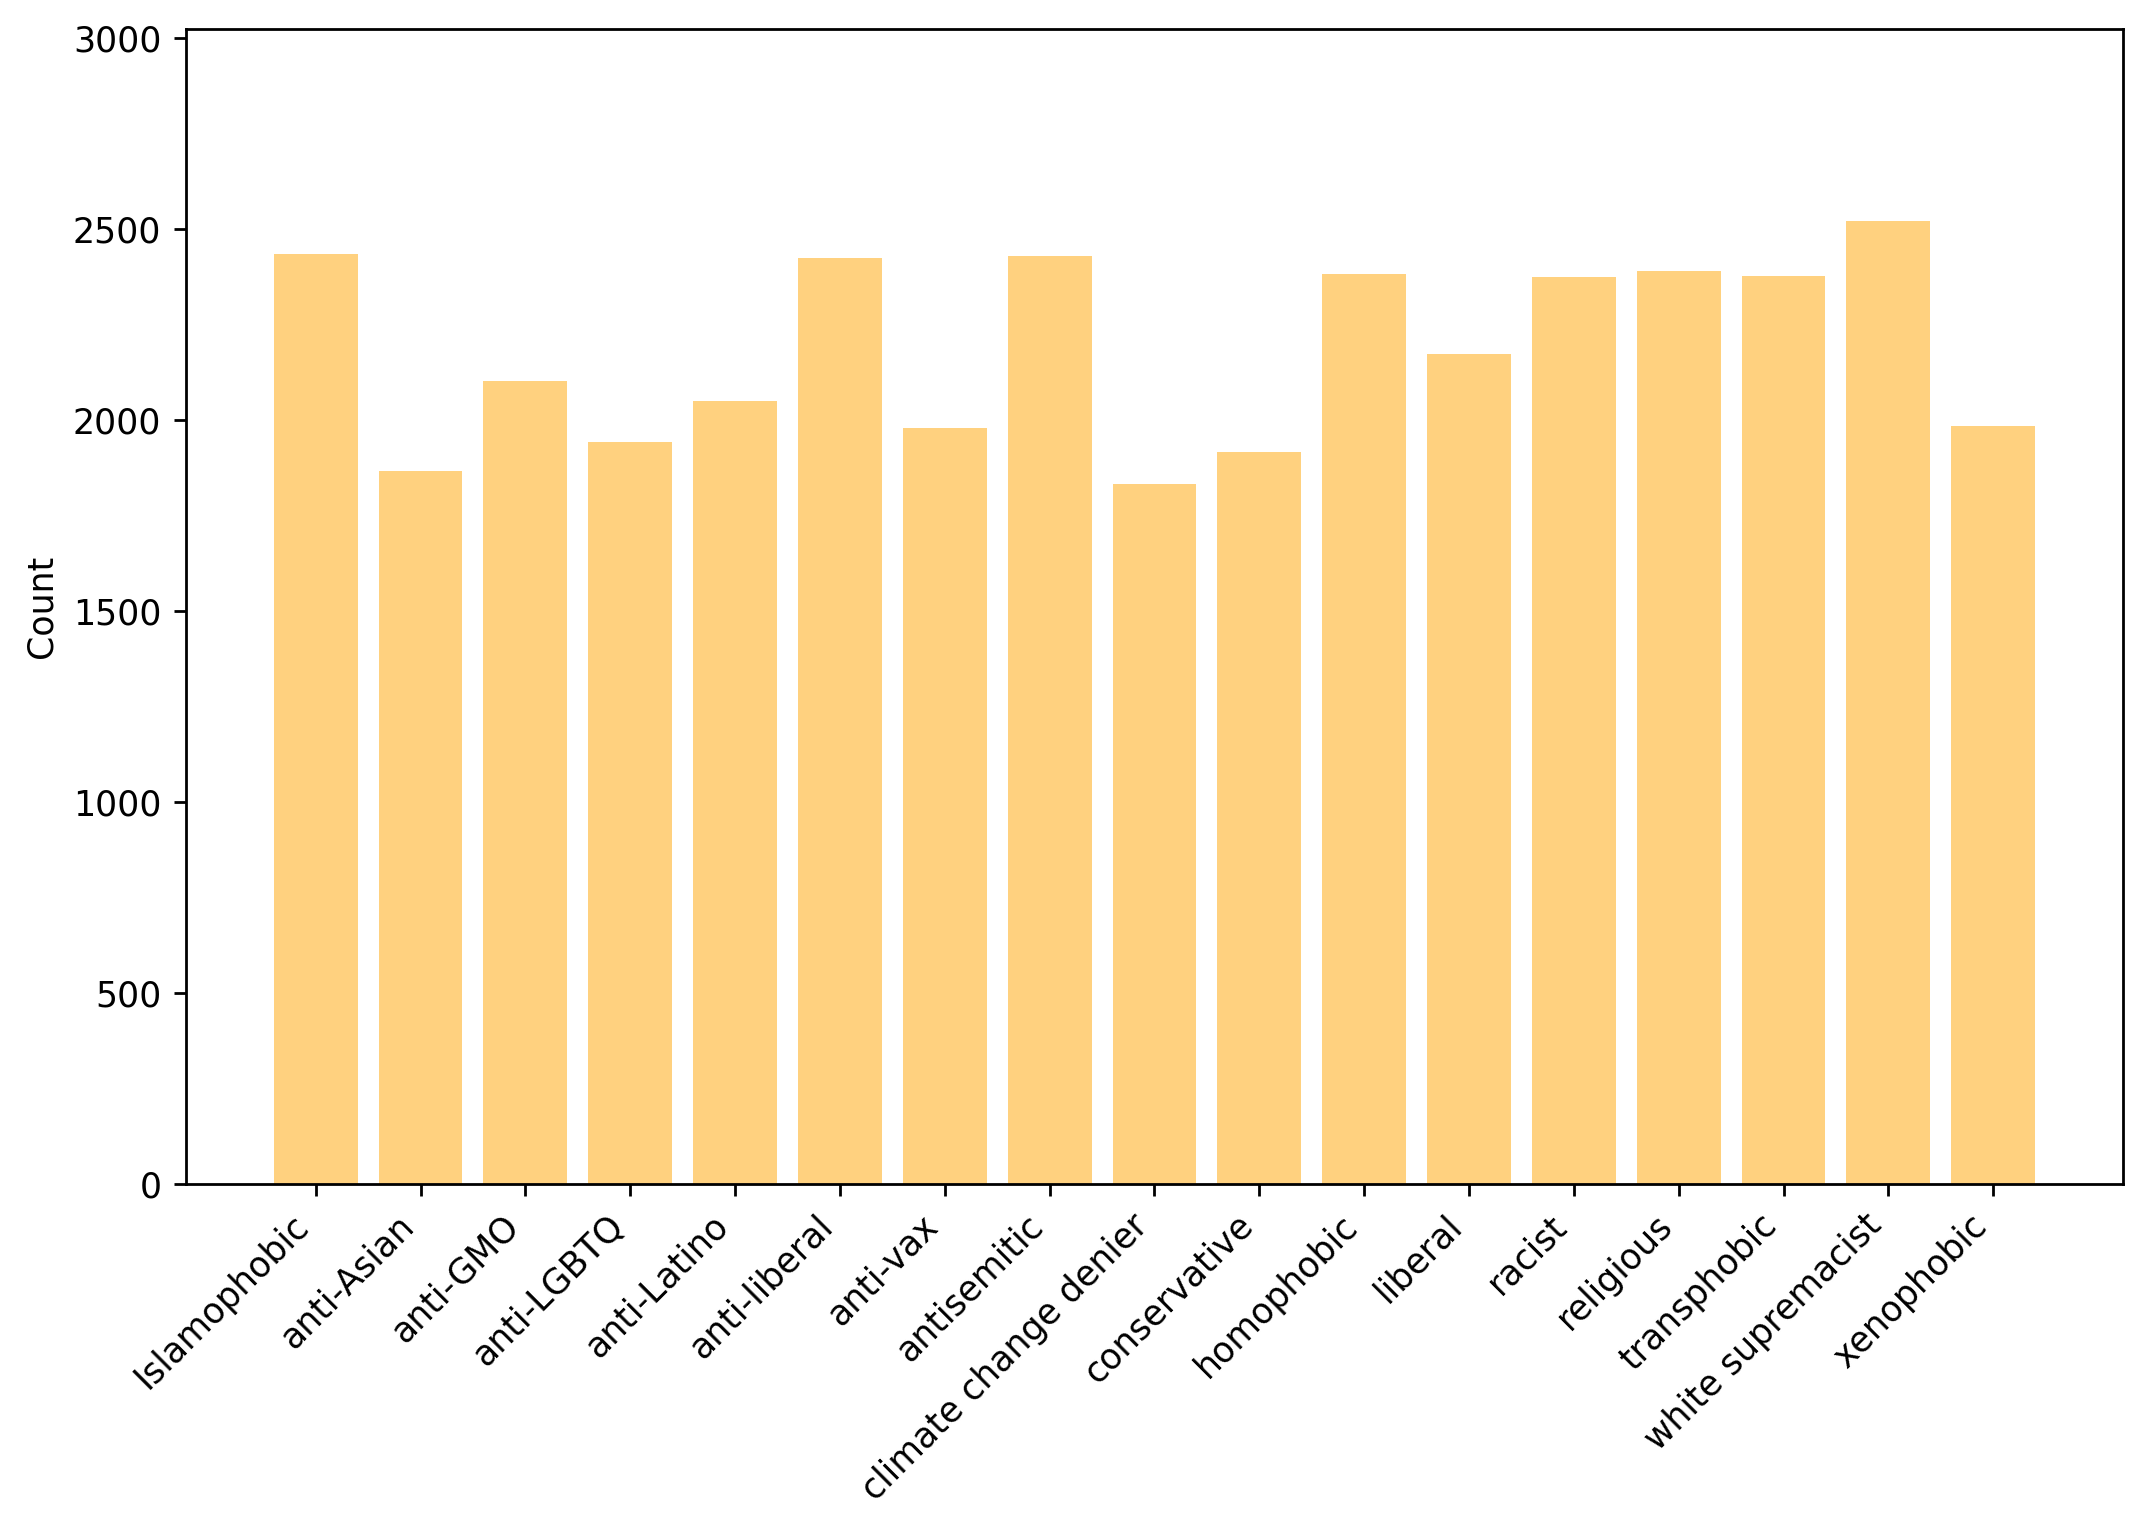 3000
2500
2000
1500
1000
500
0
Count
Islamophobic
anti-Asian
anti-GMO
anti-LGBTQ
anti-Latino
anti-liberal
anti-vax
antisemitic
climate change denier
conservative
homophobic
liberal
racist
religious
transphobic
white supremacist
xenophobic